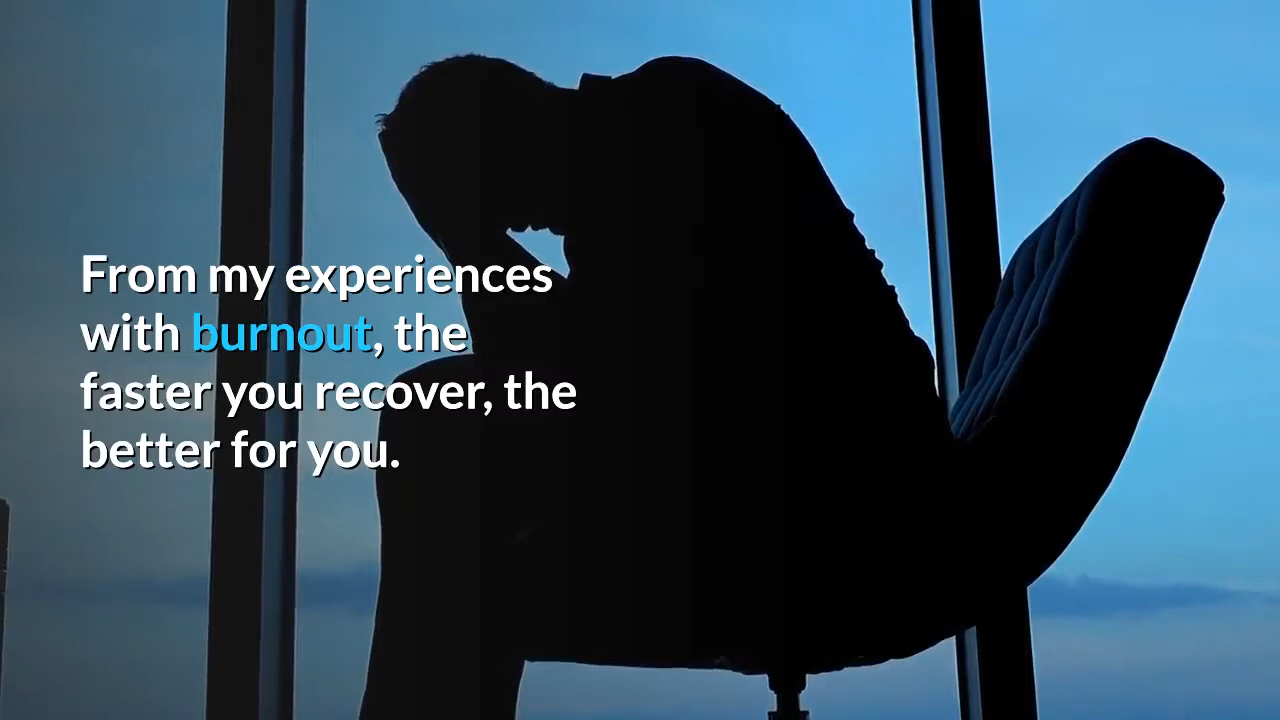 From my experiences
with burnout, the
faster you recover, the
better for you.